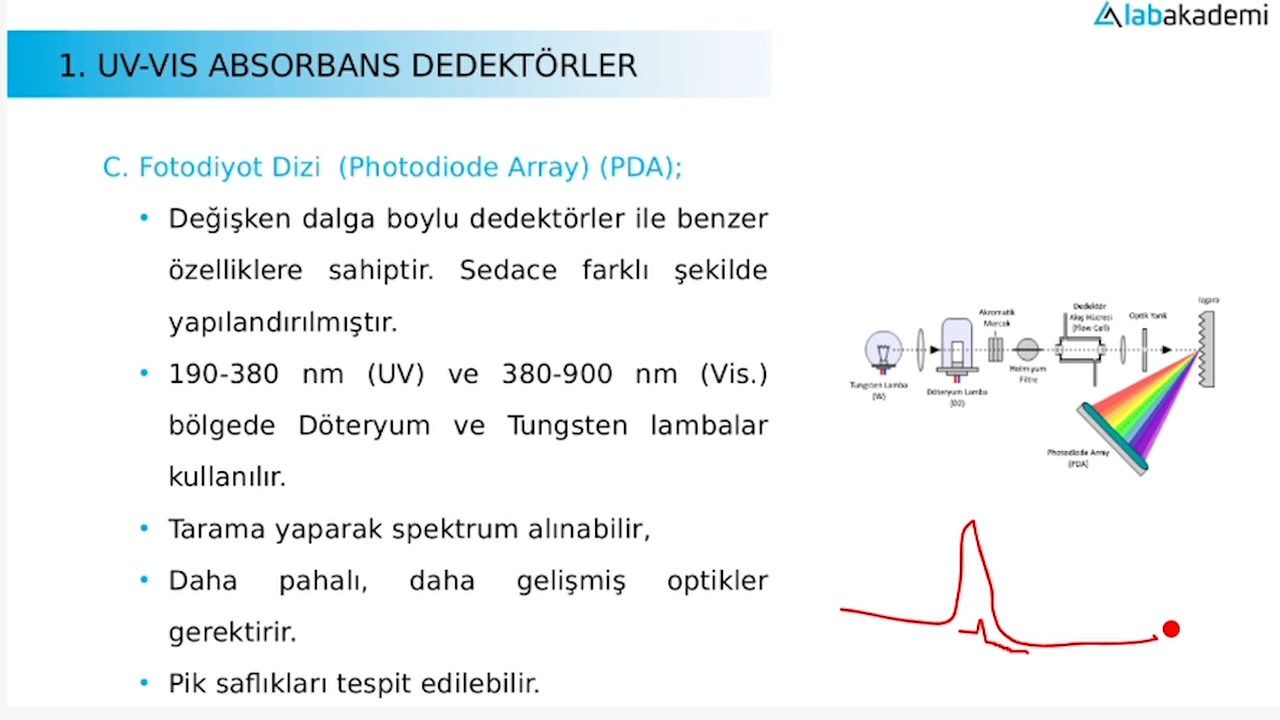 labakademi
1. UV-VIS ABSORBANS DEDEKTÖRLER
C. Fotodiyot Dizi (Photodiode Array) (PDA);
• Değişken dalga boylu dedektörler ile benzer
özelliklere sahiptir. Sedace farklı şekilde
yapılandırılmıştır.
• 190-380 nm (UV) ve 380-900 nm (Vis.)
bölgede Döteryum ve Tungsten lambalar
kullanılır.
• Tarama yaparak spektrum alınabilir,
• Daha pahalı, daha gelişmiş optikler
gerektirir.
• Pik saflıkları tespit edilebilir.
Tungsten Lamba
(W)
Döteryum Lamba
(D2)
Akromatik
Mercek
Holmiyum
Filtre
Dedektör
Akış Hücresi
(Flow Cell)
Optik Yarık
Izgara
Photodiode Array
(PDA)